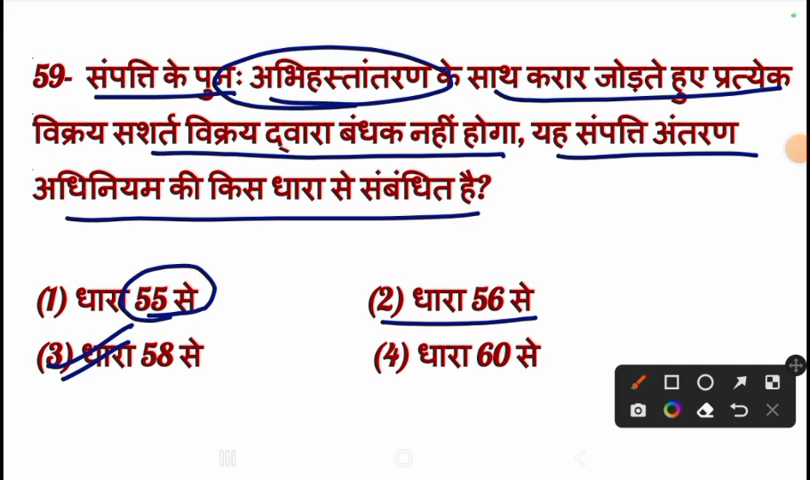 59- संपत्ति के पुनः अभिहस्तांतरण के साथ करार जोड़ते हुए प्रत्येक
विक्रय सशर्त विक्रय द्वारा बंधक नहीं होगा, यह संपत्ति अंतरण
अधिनियम की किस धारा से संबंधित है?
(1) धारा 55 से (2) धारा 56 से
(3) धारा 58 से (4) धारा 60 से